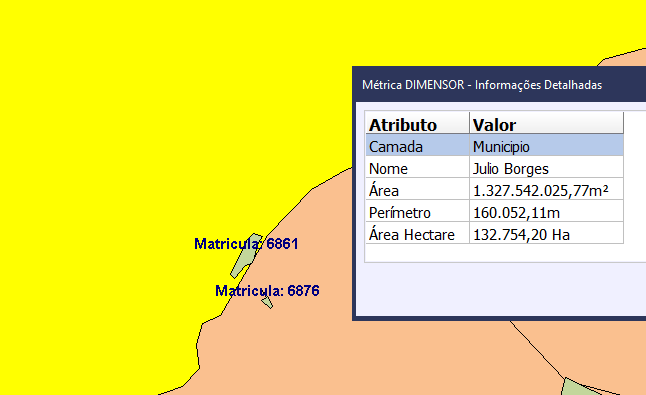 Métrica DIMENSOR - Informações Detalhadas
Atributo Valor
Camada Municipio
Nome Julio Borges
Área 1.327.542.025,77m²
Perímetro 160.052,11m
Área Hectare 132.754,20 Ha
Matricula: 6861
Matricula: 6876